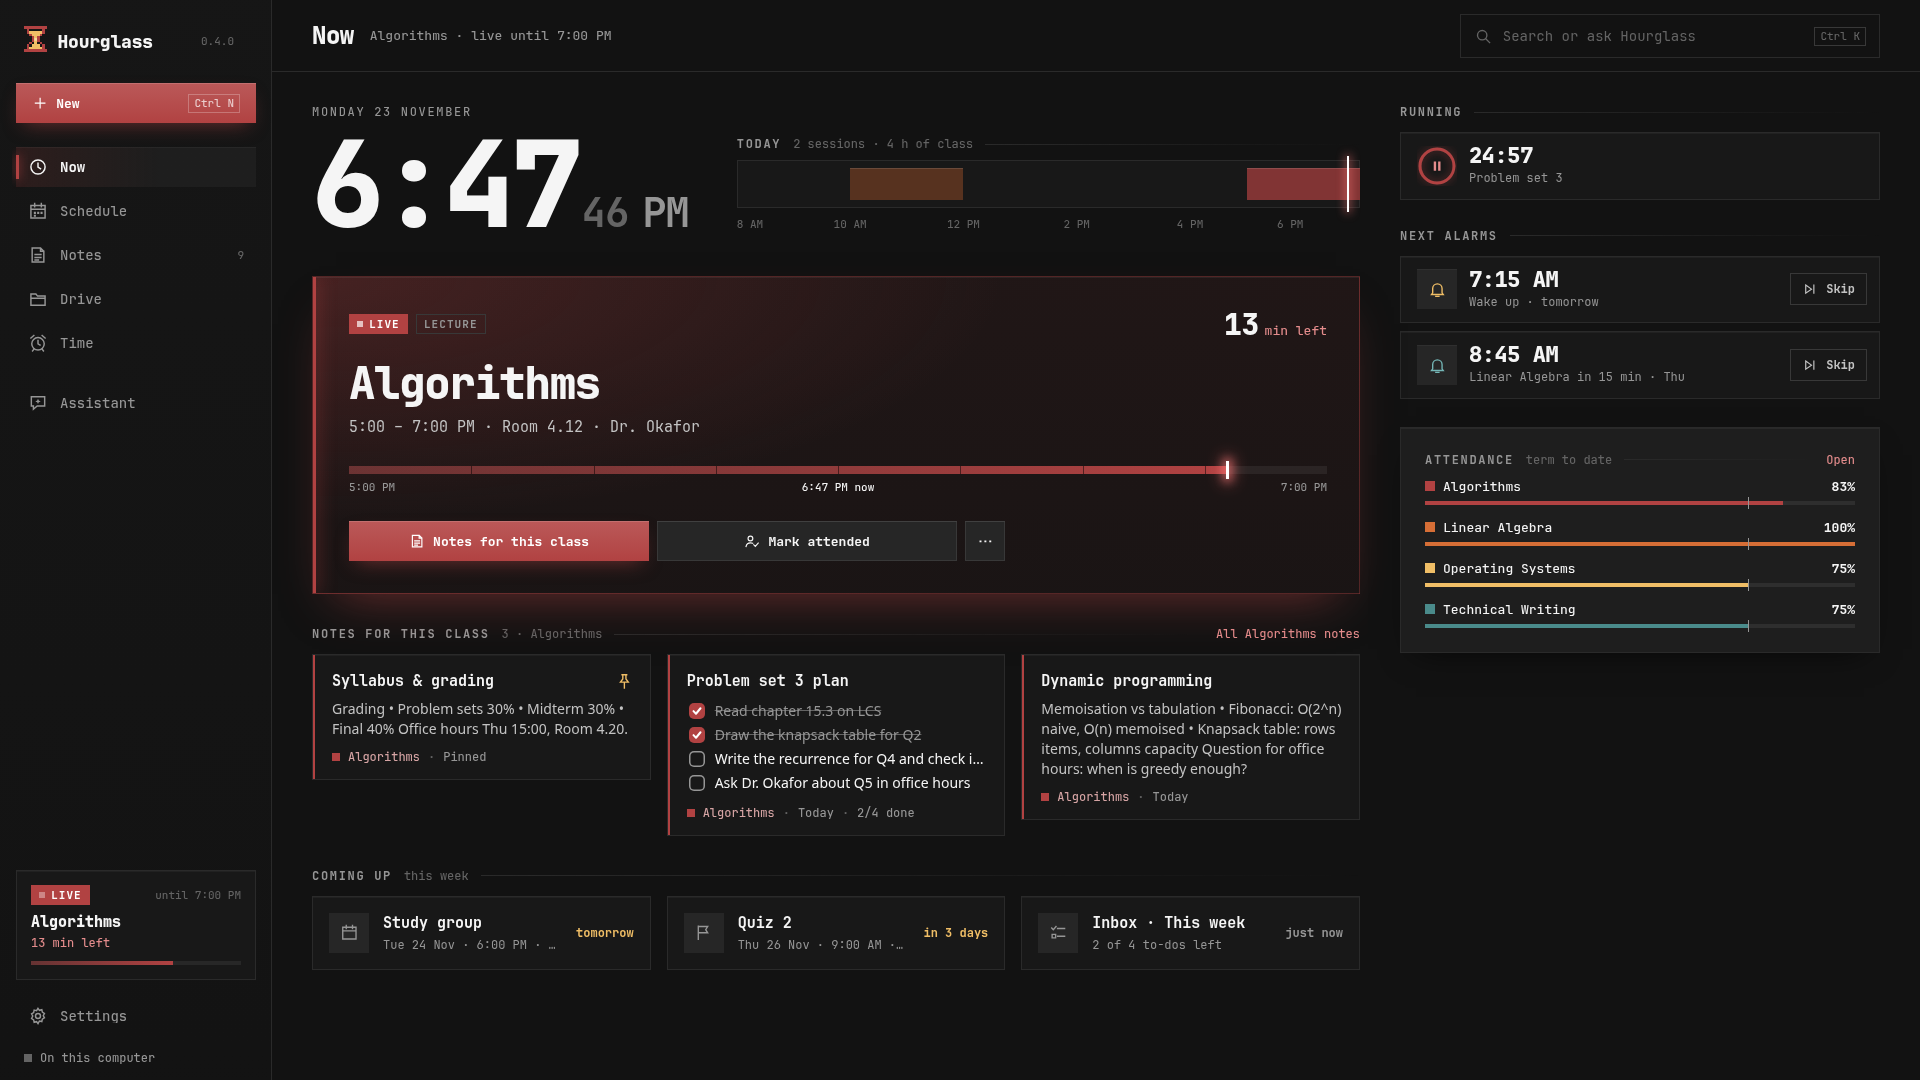 Hourglass
0.4.0
New
Ctrl N
Now
Schedule
Notes
9
Drive
Time
Assistant
LIVE
until 7:00 PM
Algorithms
13 min left
Settings
On this computer
Now
Algorithms · live until 7:00 PM
Search or ask Hourglass
Ctrl K
MONDAY 23 NOVEMBER
6:47 46 PM
TODAY 2 sessions · 4 h of class
8 AM 10 AM 12 PM 2 PM 4 PM 6 PM
LIVE LECTURE
13 min left
Algorithms
5:00 – 7:00 PM · Room 4.12 · Dr. Okafor
5:00 PM 6:47 PM now 7:00 PM
Notes for this class
Mark attended
NOTES FOR THIS CLASS 3 · Algorithms
All Algorithms notes
Syllabus & grading
Grading • Problem sets 30% • Midterm 30% •
Final 40% Office hours Thu 15:00, Room 4.20.
Algorithms · Pinned
Problem set 3 plan
Read chapter 15.3 on LCS
Draw the knapsack table for Q2
Write the recurrence for Q4 and check i…
Ask Dr. Okafor about Q5 in office hours
Algorithms · Today · 2/4 done
Dynamic programming
Memoisation vs tabulation • Fibonacci: O(2^n)
naive, O(n) memoised • Knapsack table: rows
items, columns capacity Question for office
hours: when is greedy enough?
Algorithms · Today
COMING UP this week
Study group
Tue 24 Nov · 6:00 PM · …
tomorrow
Quiz 2
Thu 26 Nov · 9:00 AM ·…
in 3 days
Inbox · This week
2 of 4 to-dos left
just now
RUNNING
24:57
Problem set 3
NEXT ALARMS
7:15 AM
Wake up · tomorrow
Skip
8:45 AM
Linear Algebra in 15 min · Thu
Skip
ATTENDANCE term to date
Open
Algorithms 83%
Linear Algebra 100%
Operating Systems 75%
Technical Writing 75%